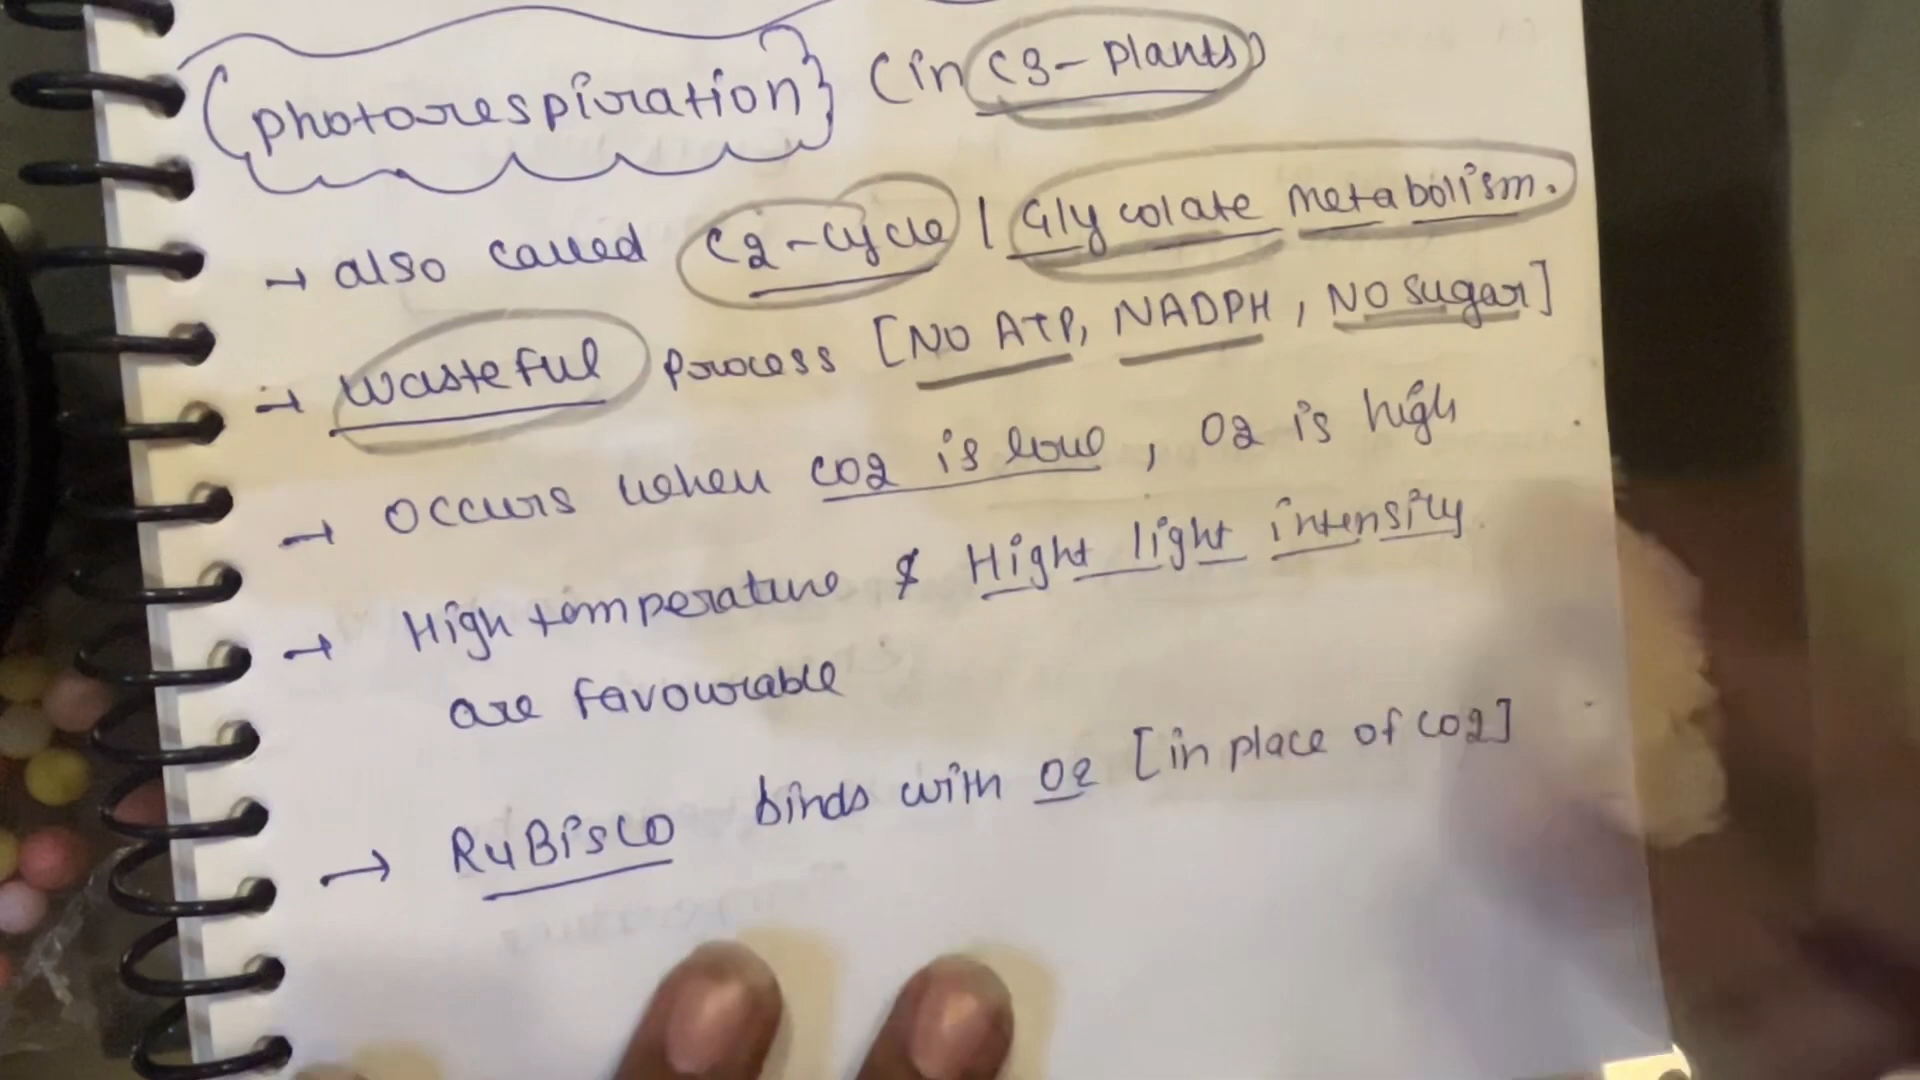 {photorespiration} (in C3-plants)
→ also called C2-cycle / Glycolate metabolism.
→ wasteful process [NO ATP, NADPH, NO sugar]
→ occurs when CO2 is low, O2 is high
→ High temperature & Hight light intensity
are favourable
→ RuBisCO binds with O2 [in place of CO2]